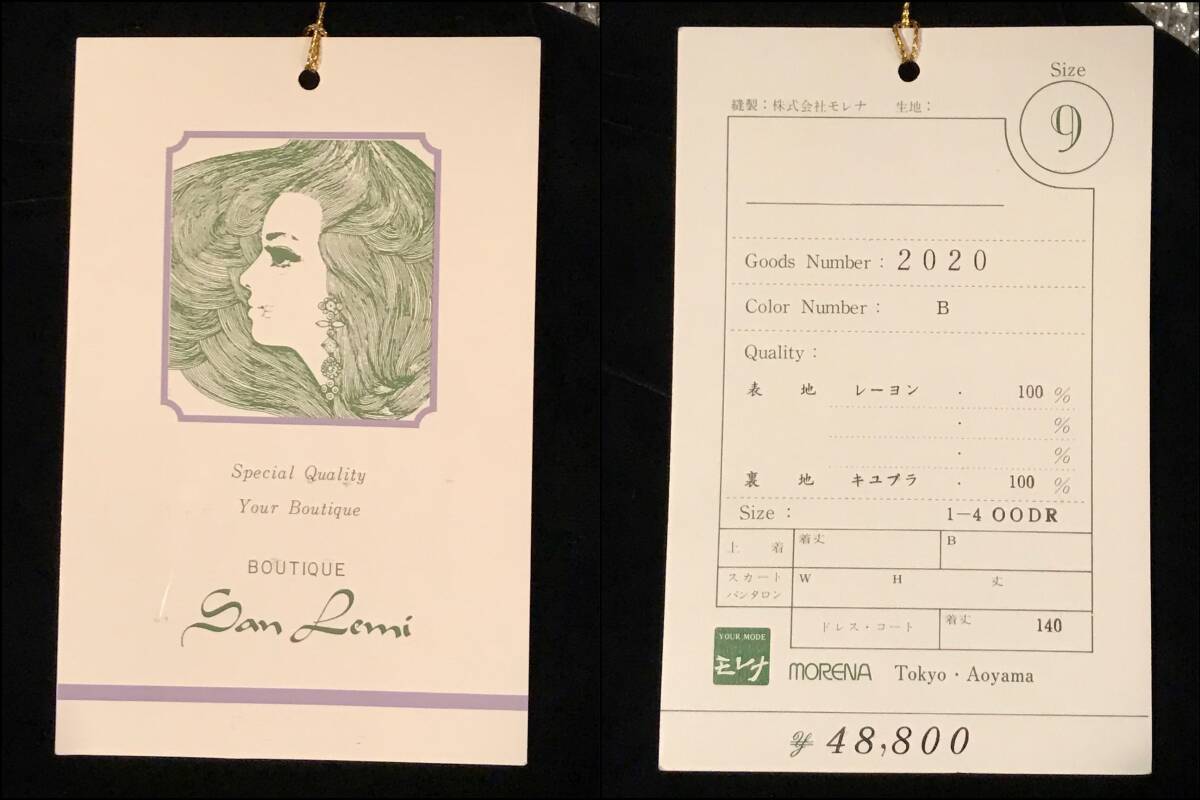 Special Quality
Your Boutique
BOUTIQUE
San Lemi
Size
9
縫製：株式会社モレナ 生地：
Goods Number : 2020
Color Number : B
Quality :
表 地 レーヨン . 100 %
. %
. %
裏 地 キユプラ . 100 %
Size : 1-4 OODR
上 着 着丈 B
スカート
パンタロン W H 丈
ドレス・コート 着丈 140
YOUR MODE
モレナ MORENA Tokyo・Aoyama
¥ 48,800